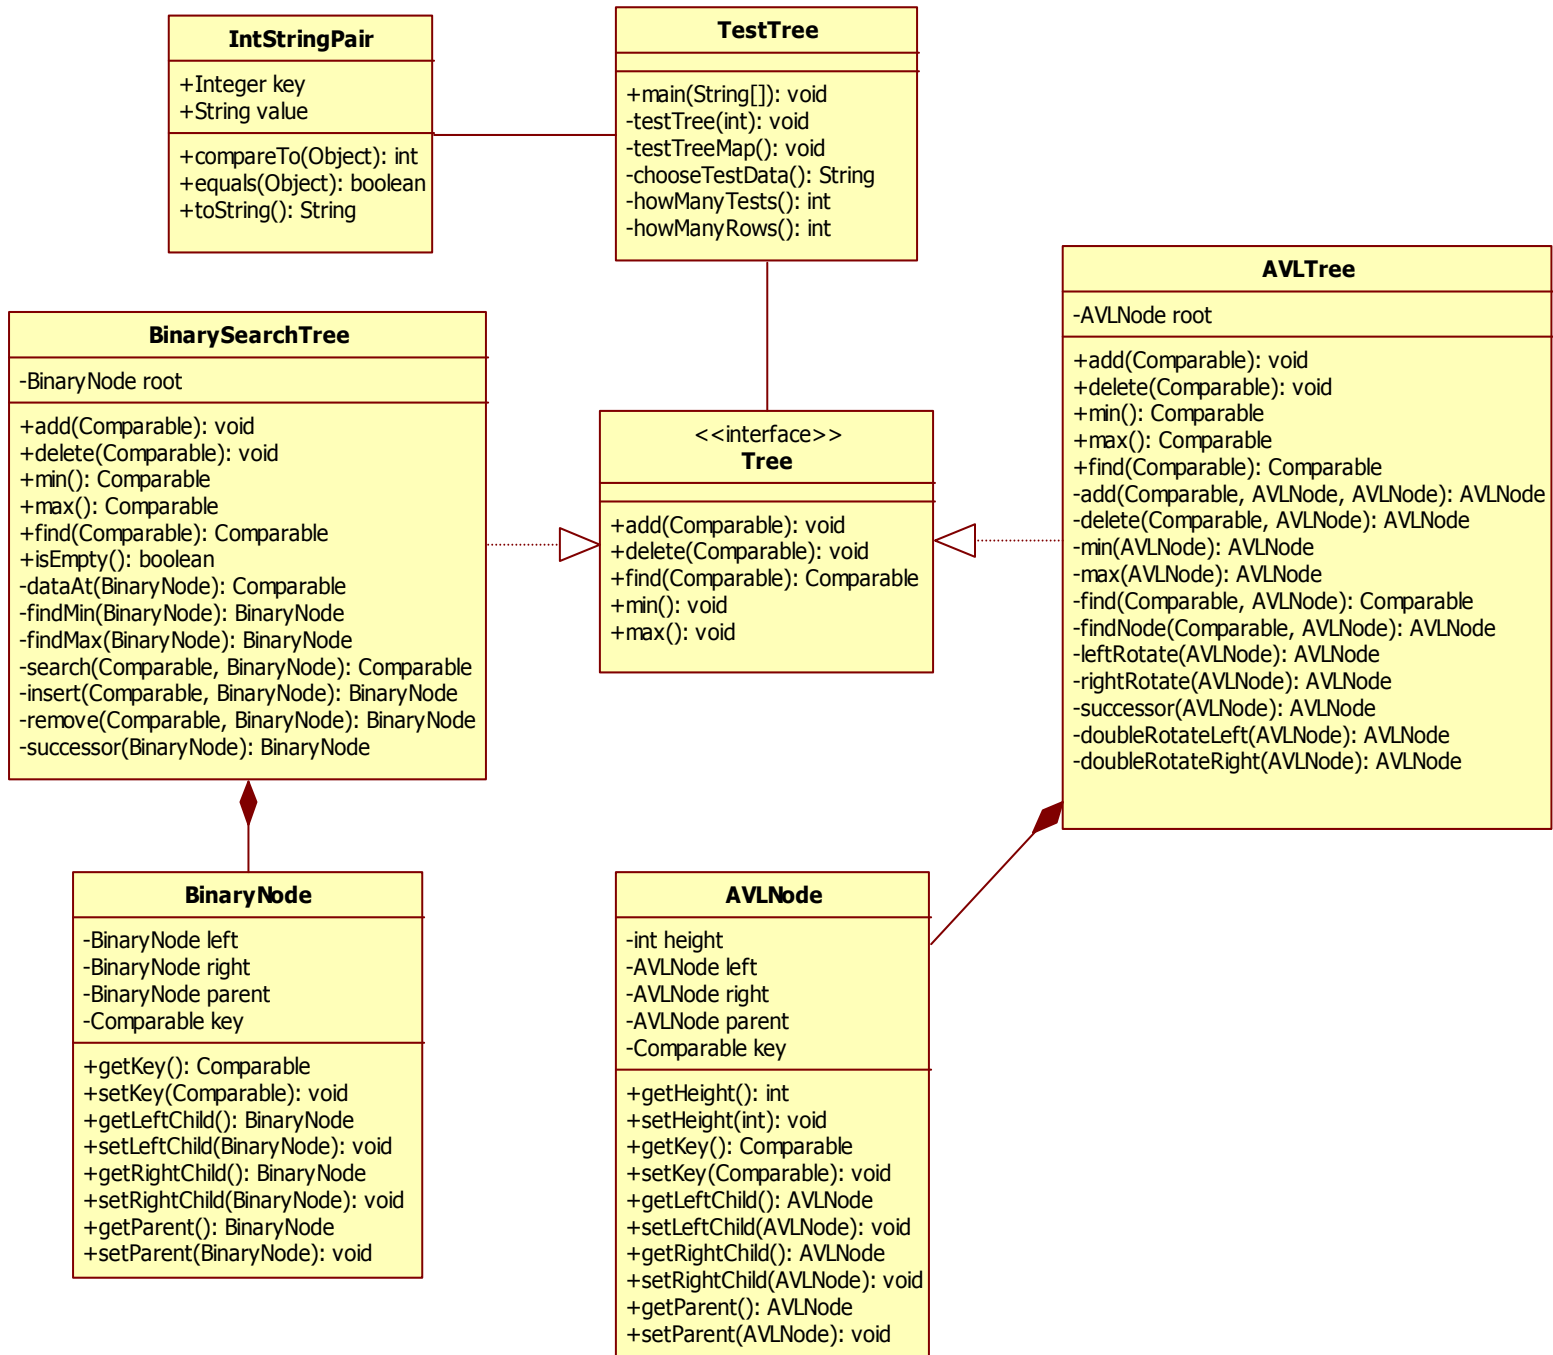 IntStringPair
+Integer key
+String value
+compareTo(Object): int
+equals(Object): boolean
+toString(): String
TestTree
+main(String[]): void
-testTree(int): void
-testTreeMap(): void
-chooseTestData(): String
-howManyTests(): int
-howManyRows(): int
BinarySearchTree
-BinaryNode root
+add(Comparable): void
+delete(Comparable): void
+min(): Comparable
+max(): Comparable
+find(Comparable): Comparable
+isEmpty(): boolean
-dataAt(BinaryNode): Comparable
-findMin(BinaryNode): BinaryNode
-findMax(BinaryNode): BinaryNode
-search(Comparable, BinaryNode): Comparable
-insert(Comparable, BinaryNode): BinaryNode
-remove(Comparable, BinaryNode): BinaryNode
-successor(BinaryNode): BinaryNode
<<interface>>
Tree
+add(Comparable): void
+delete(Comparable): void
+find(Comparable): Comparable
+min(): void
+max(): void
AVLTree
-AVLNode root
+add(Comparable): void
+delete(Comparable): void
+min(): Comparable
+max(): Comparable
+find(Comparable): Comparable
-add(Comparable, AVLNode, AVLNode): AVLNode
-delete(Comparable, AVLNode): AVLNode
-min(AVLNode): AVLNode
-max(AVLNode): AVLNode
-find(Comparable, AVLNode): Comparable
-findNode(Comparable, AVLNode): AVLNode
-leftRotate(AVLNode): AVLNode
-rightRotate(AVLNode): AVLNode
-successor(AVLNode): AVLNode
-doubleRotateLeft(AVLNode): AVLNode
-doubleRotateRight(AVLNode): AVLNode
BinaryNode
-BinaryNode left
-BinaryNode right
-BinaryNode parent
-Comparable key
+getKey(): Comparable
+setKey(Comparable): void
+getLeftChild(): BinaryNode
+setLeftChild(BinaryNode): void
+getRightChild(): BinaryNode
+setRightChild(BinaryNode): void
+getParent(): BinaryNode
+setParent(BinaryNode): void
AVLNode
-int height
-AVLNode left
-AVLNode right
-AVLNode parent
-Comparable key
+getHeight(): int
+setHeight(int): void
+getKey(): Comparable
+setKey(Comparable): void
+getLeftChild(): AVLNode
+setLeftChild(AVLNode): void
+getRightChild(): AVLNode
+setRightChild(AVLNode): void
+getParent(): AVLNode
+setParent(AVLNode): void